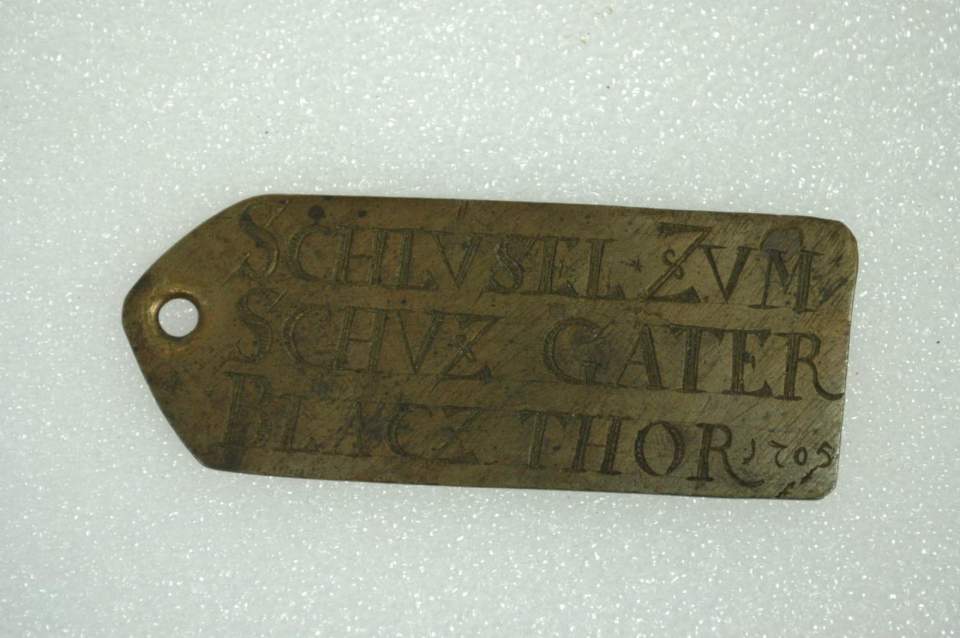 SCHLVSEL ZVM
SCHVZ GATER
BLACZ THOR 1705